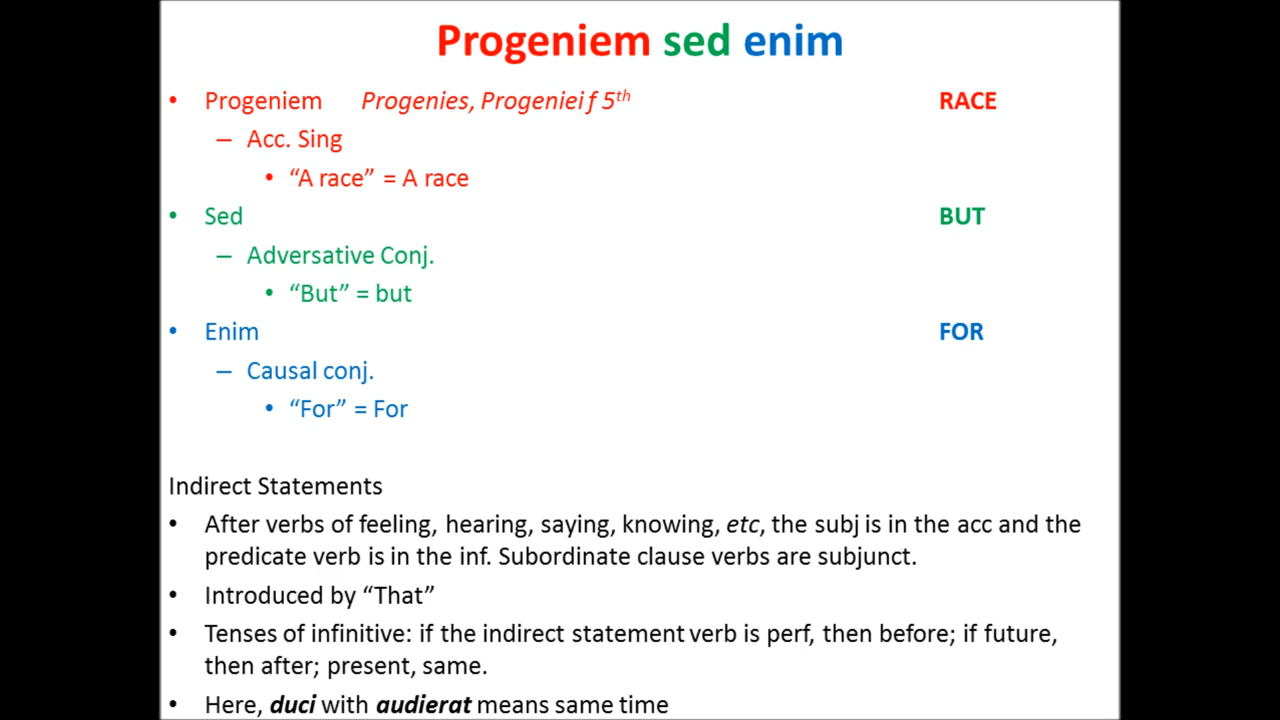 Progeniem sed enim
• Progeniem Progenies, Progeniei f 5th RACE
– Acc. Sing
• “A race” = A race
• Sed BUT
– Adversative Conj.
• “But” = but
• Enim FOR
– Causal conj.
• “For” = For
Indirect Statements
• After verbs of feeling, hearing, saying, knowing, etc, the subj is in the acc and the
predicate verb is in the inf. Subordinate clause verbs are subjunct.
• Introduced by “That”
• Tenses of infinitive: if the indirect statement verb is perf, then before; if future,
then after; present, same.
• Here, duci with audierat means same time